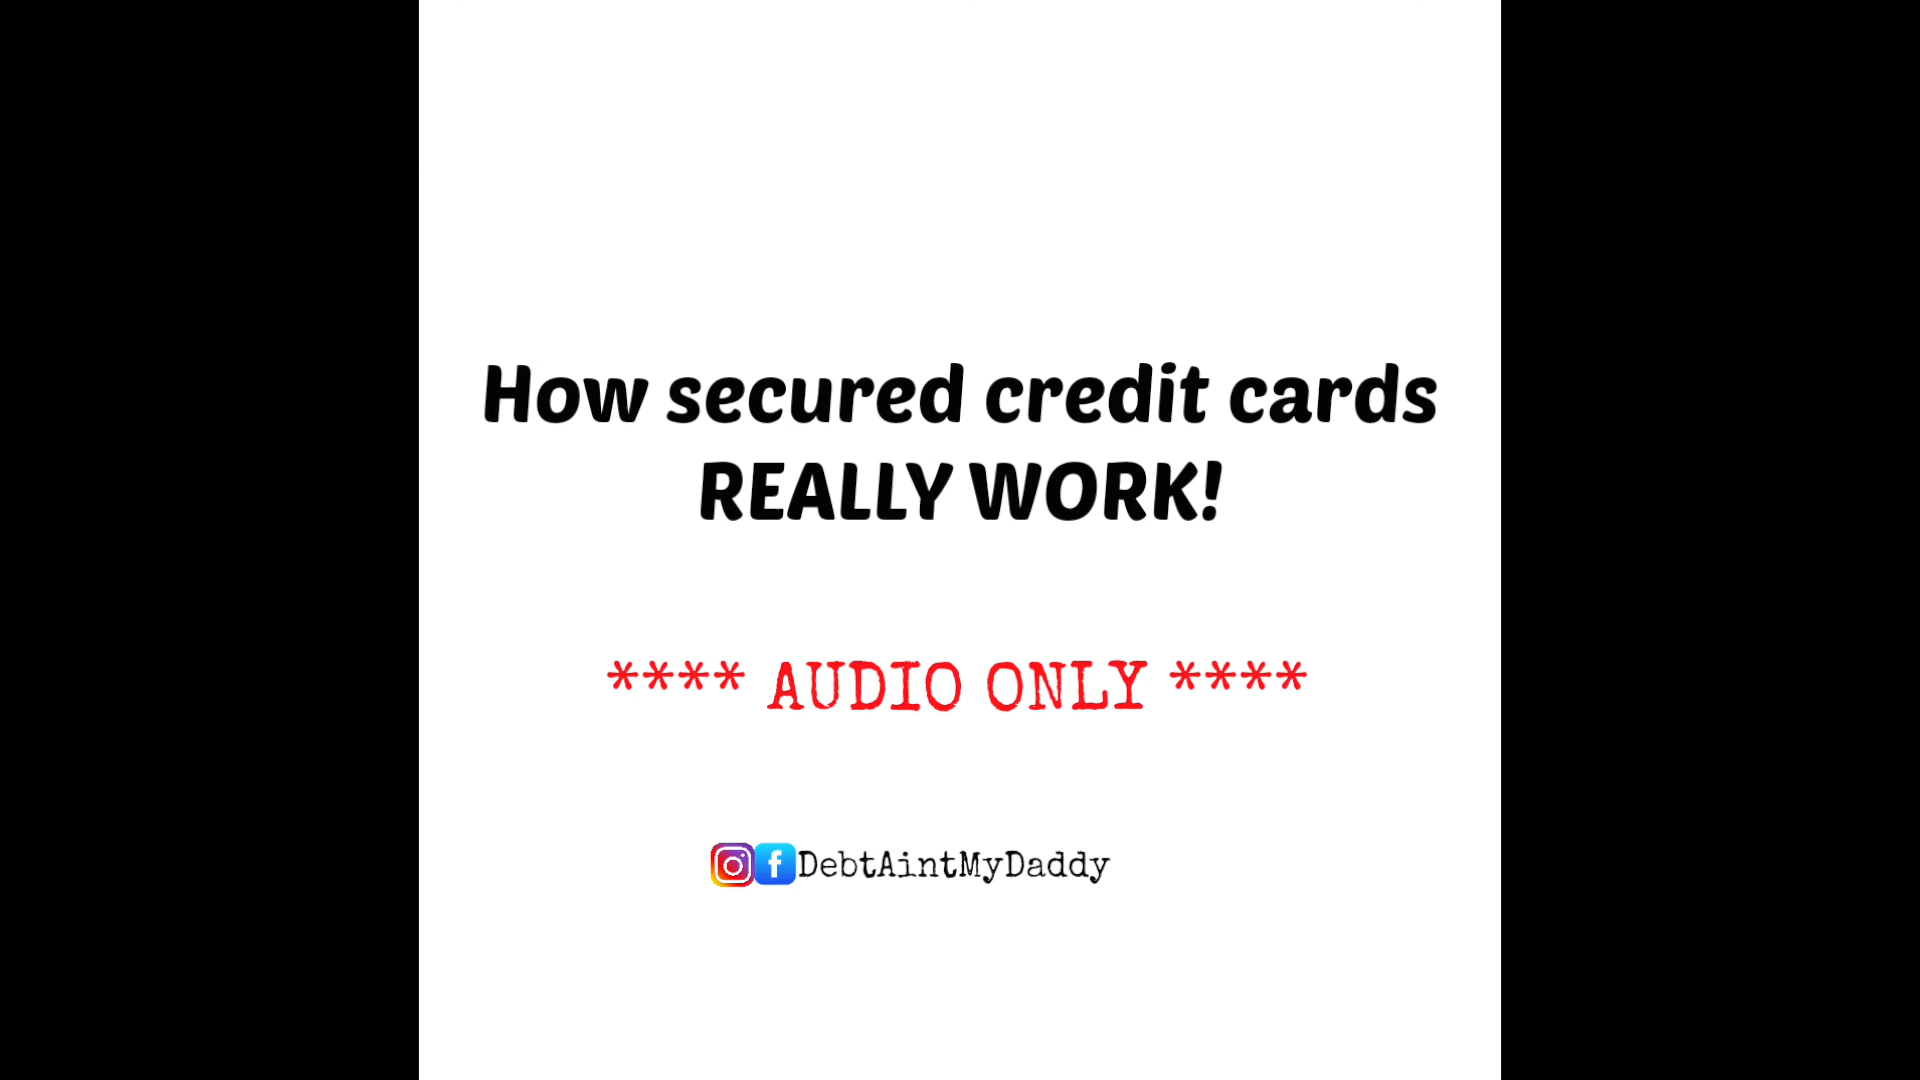 How secured credit cards
REALLY WORK!
**** AUDIO ONLY ****
DebtAintMyDaddy